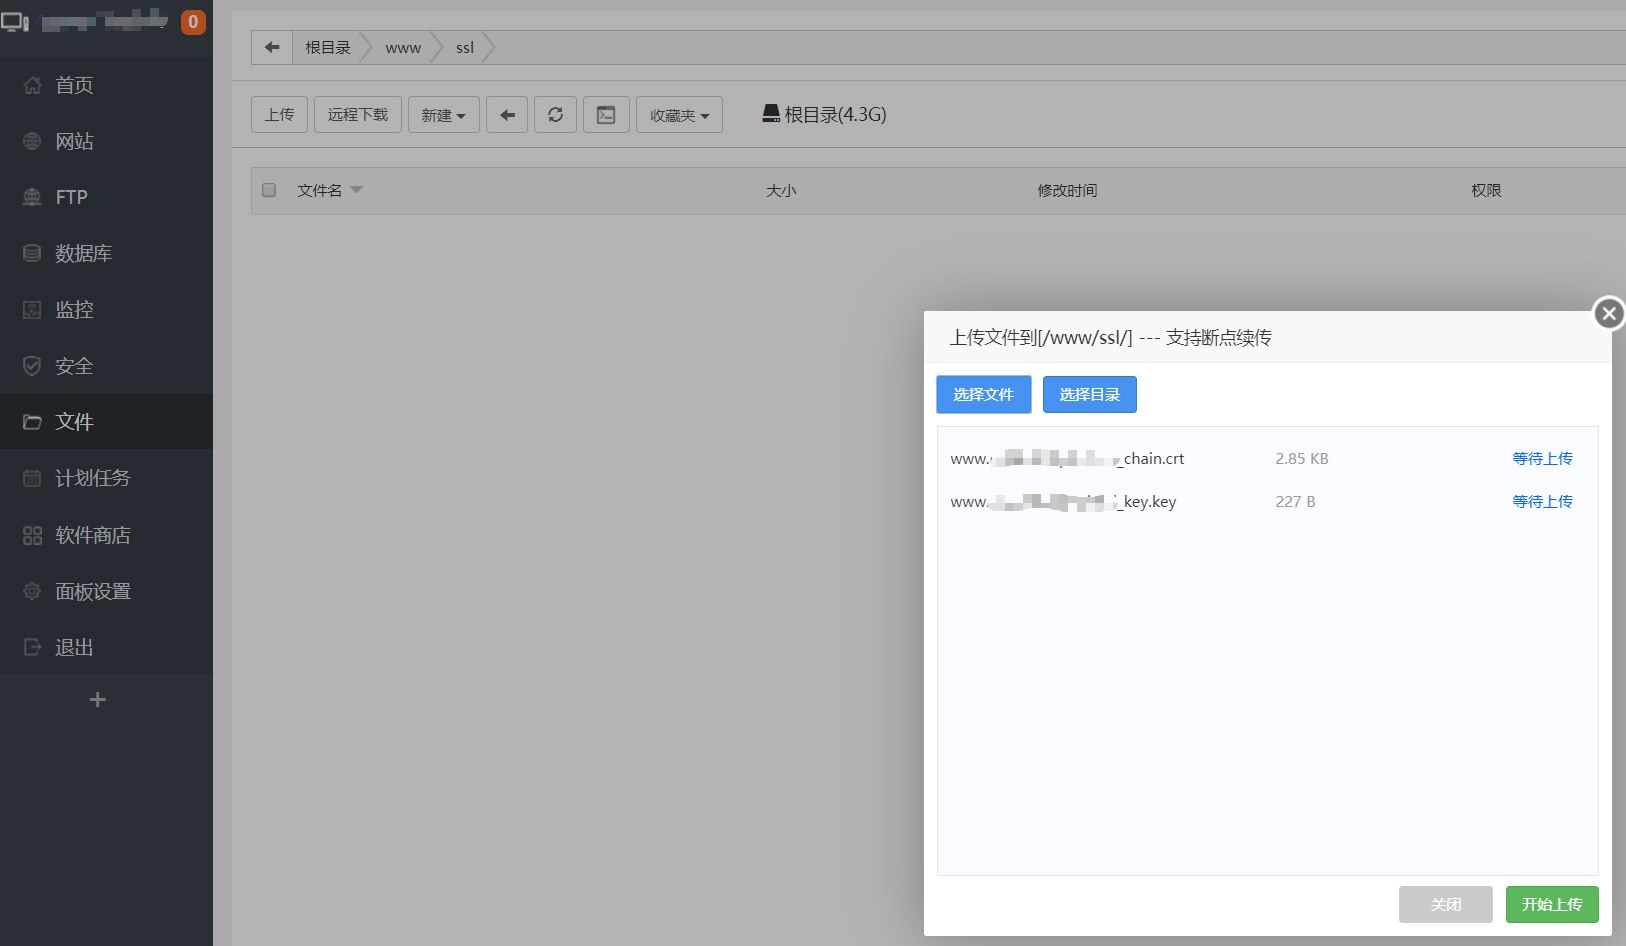 0
首页
网站
FTP
数据库
监控
安全
文件
计划任务
软件商店
面板设置
退出
根目录 www ssl
上传 远程下载 新建 收藏夹 根目录(4.3G)
文件名 大小 修改时间 权限
上传文件到[/www/ssl/] --- 支持断点续传
选择文件 选择目录
www. _chain.crt 2.85 KB 等待上传
www. _key.key 227 B 等待上传
关闭 开始上传